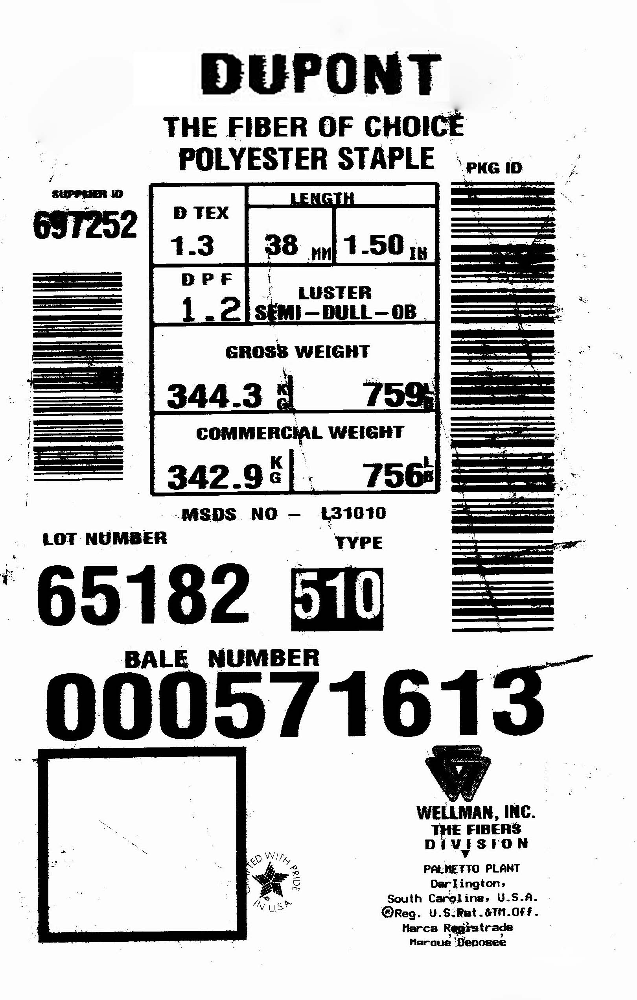 DUPONT
THE FIBER OF CHOICE
POLYESTER STAPLE
PKG ID
SUPPLIER ID
697252
D TEX
1.3
LENGTH
38 MM
1.50 IN
D P F
1.2
LUSTER
SEMI-DULL-OB
GROSS WEIGHT
344.3 KG
759 LB
COMMERCIAL WEIGHT
342.9 KG
756 LB
MSDS NO - L31010
LOT NUMBER
TYPE
65182
510
BALE NUMBER
000571613
WELLMAN, INC.
THE FIBERS
DIVISION
CRAFTED WITH PRIDE
IN U.S.A
®
PALMETTO PLANT
Darlington,
South Carolina, U.S.A.
®Reg. U.S.Pat.&TM.Off.
Marca Registrada
Marque Deposee